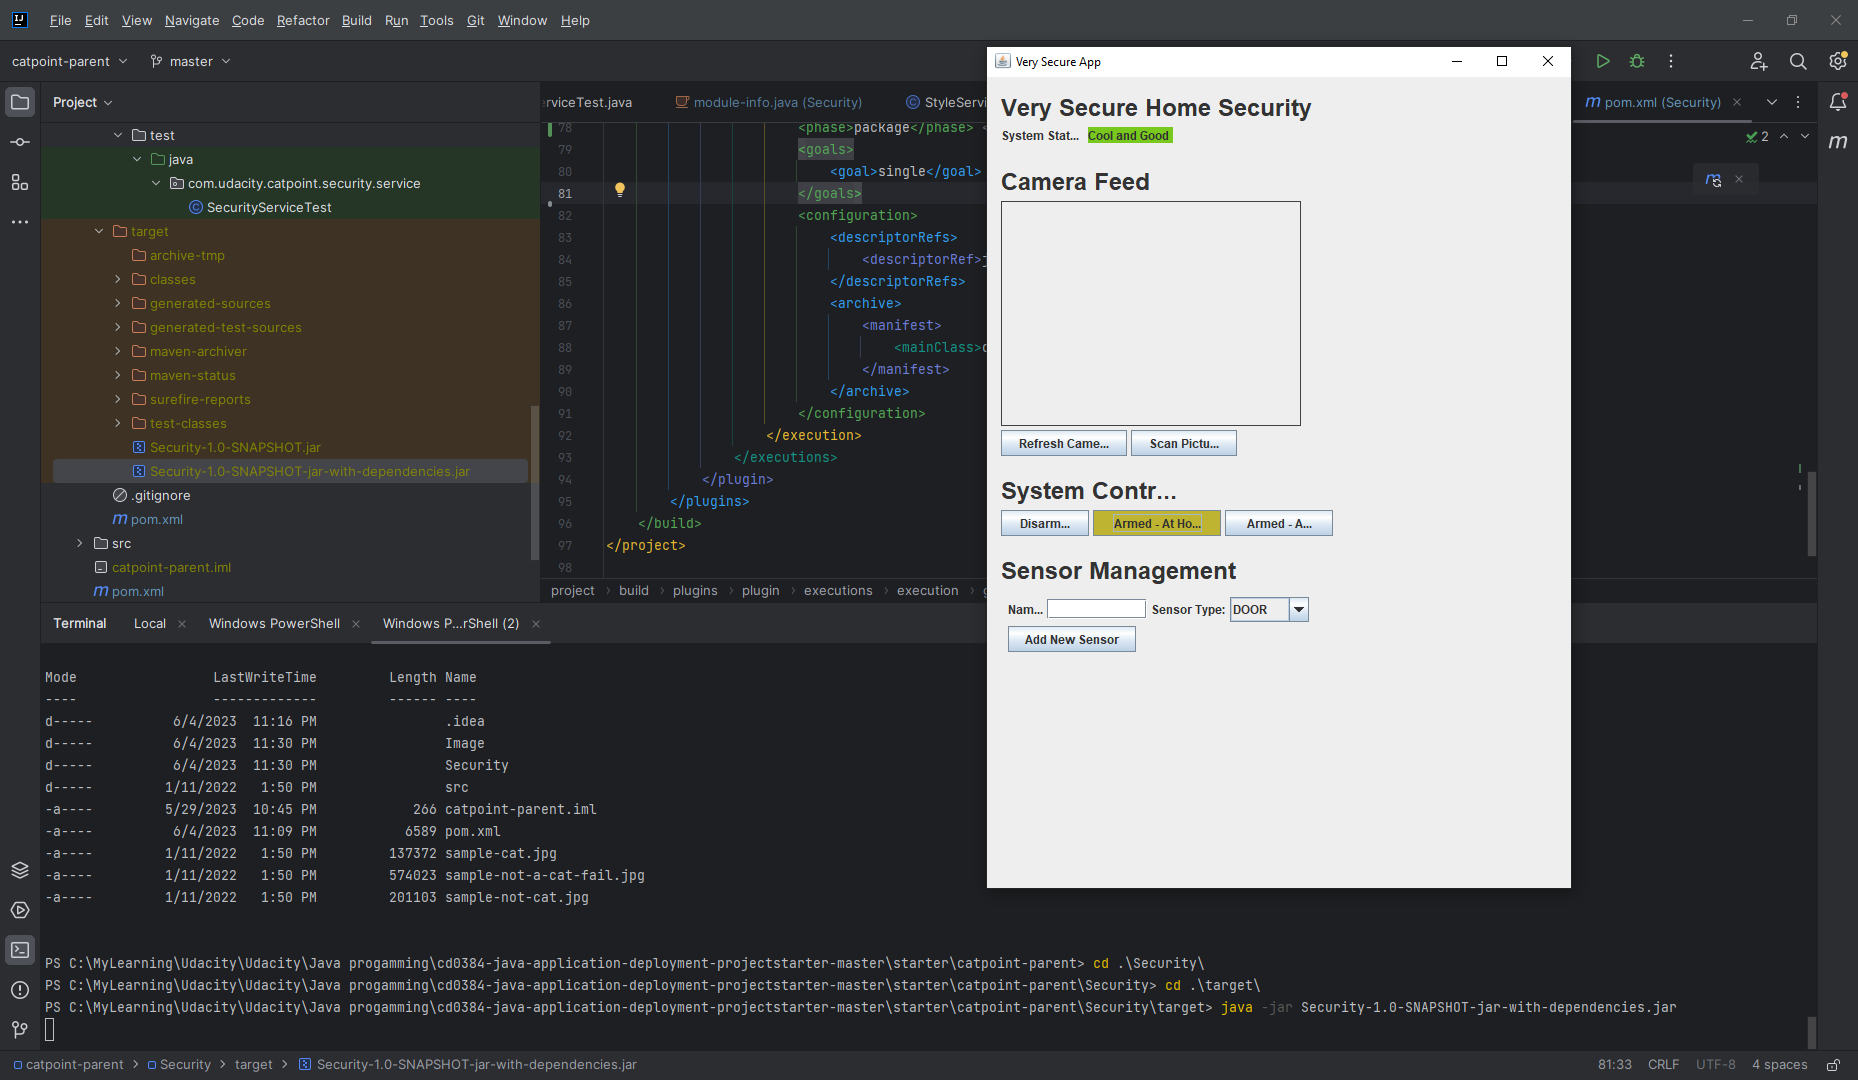 File Edit View Navigate Code Refactor Build Run Tools Git Window Help
catpoint-parent master
Project
test
java
com.udacity.catpoint.security.service
SecurityServiceTest
target
archive-tmp
classes
generated-sources
generated-test-sources
maven-archiver
maven-status
surefire-reports
test-classes
Security-1.0-SNAPSHOT.jar
Security-1.0-SNAPSHOT-jar-with-dependencies.jar
.gitignore
pom.xml
src
catpoint-parent.iml
pom.xml
rviceTest.java module-info.java (Security) StyleServi pom.xml (Security)
2
78 <phase>package</phase> <
79 <goals>
80 <goal>single</goal>
81 </goals>
82 <configuration>
83 <descriptorRefs>
84 <descriptorRef>
85 </descriptorRefs>
86 <archive>
87 <manifest>
88 <mainClass>
89 </manifest>
90 </archive>
91 </configuration>
92 </execution>
93 </executions>
94 </plugin>
95 </plugins>
96 </build>
97 </project>
98
project build plugins plugin executions execution
Very Secure App
Very Secure Home Security
System Stat... Cool and Good
Camera Feed
Refresh Came... Scan Pictu...
System Contr...
Disarm... Armed - At Ho... Armed - A...
Sensor Management
Nam... Sensor Type: DOOR
Add New Sensor
Terminal Local Windows PowerShell Windows P...rShell (2)
Mode LastWriteTime Length Name
---- ------------- ------ ----
d----- 6/4/2023 11:16 PM .idea
d----- 6/4/2023 11:30 PM Image
d----- 6/4/2023 11:30 PM Security
d----- 1/11/2022 1:50 PM src
-a---- 5/29/2023 10:45 PM 266 catpoint-parent.iml
-a---- 6/4/2023 11:09 PM 6589 pom.xml
-a---- 1/11/2022 1:50 PM 137372 sample-cat.jpg
-a---- 1/11/2022 1:50 PM 574023 sample-not-a-cat-fail.jpg
-a---- 1/11/2022 1:50 PM 201103 sample-not-cat.jpg
PS C:\MyLearning\Udacity\Udacity\Java progamming\cd0384-java-application-deployment-projectstarter-master\starter\catpoint-parent> cd .\Security\
PS C:\MyLearning\Udacity\Udacity\Java progamming\cd0384-java-application-deployment-projectstarter-master\starter\catpoint-parent\Security> cd .\target\
PS C:\MyLearning\Udacity\Udacity\Java progamming\cd0384-java-application-deployment-projectstarter-master\starter\catpoint-parent\Security\target> java -jar Security-1.0-SNAPSHOT-jar-with-dependencies.jar
catpoint-parent Security target Security-1.0-SNAPSHOT-jar-with-dependencies.jar 81:33 CRLF UTF-8 4 spaces